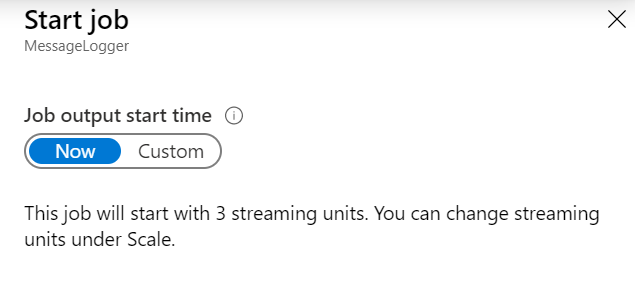 Start job
MessageLogger
Job output start time
Now Custom
This job will start with 3 streaming units. You can change streaming
units under Scale.